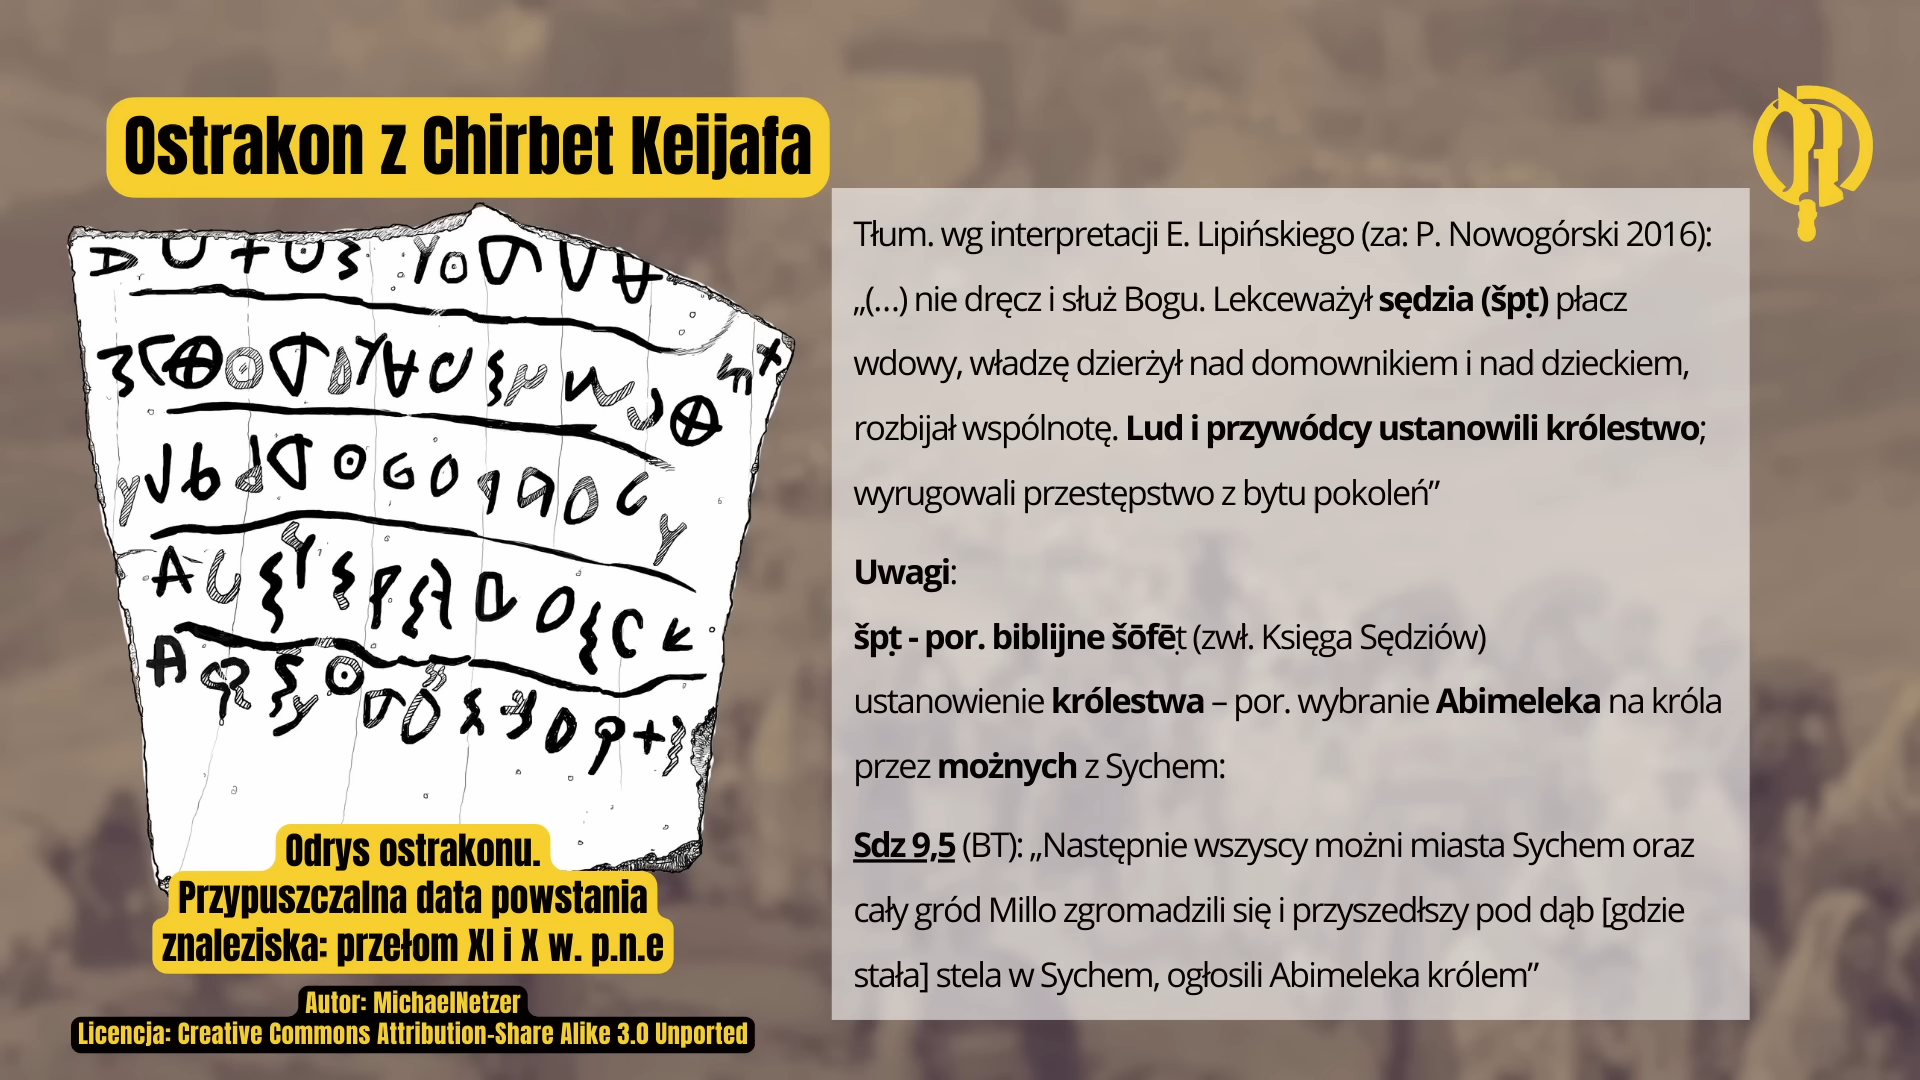 Ostrakon z Chirbet Keijafa
Tłum. wg interpretacji E. Lipińskiego (za: P. Nowogórski 2016):
„(…) nie dręcz i służ Bogu. Lekceważył sędzia (špṭ) płacz
wdowy, władzę dzierżył nad domownikiem i nad dzieckiem,
rozbijał wspólnotę. Lud i przywódcy ustanowili królestwo;
wyrugowali przestępstwo z bytu pokoleń”
Uwagi:
špṭ - por. biblijne šōfēṭ (zwł. Księga Sędziów)
ustanowienie królestwa – por. wybranie Abimeleka na króla
przez możnych z Sychem:
Sdz 9,5 (BT): „Następnie wszyscy możni miasta Sychem oraz
cały gród Millo zgromadzili się i przyszedłszy pod dąb [gdzie
stała] stela w Sychem, ogłosili Abimeleka królem”
Odrys ostrakonu.
Przypuszczalna data powstania
znaleziska: przełom XI i X w. p.n.e
Autor: MichaelNetzer
Licencja: Creative Commons Attribution-Share Alike 3.0 Unported